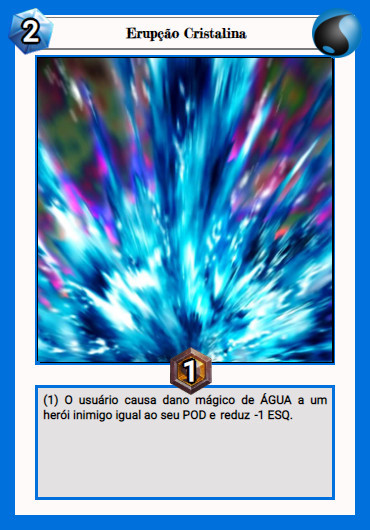 2
Erupção Cristalina
1
(1) O usuário causa dano mágico de ÁGUA a um
herói inimigo igual ao seu POD e reduz -1 ESQ.